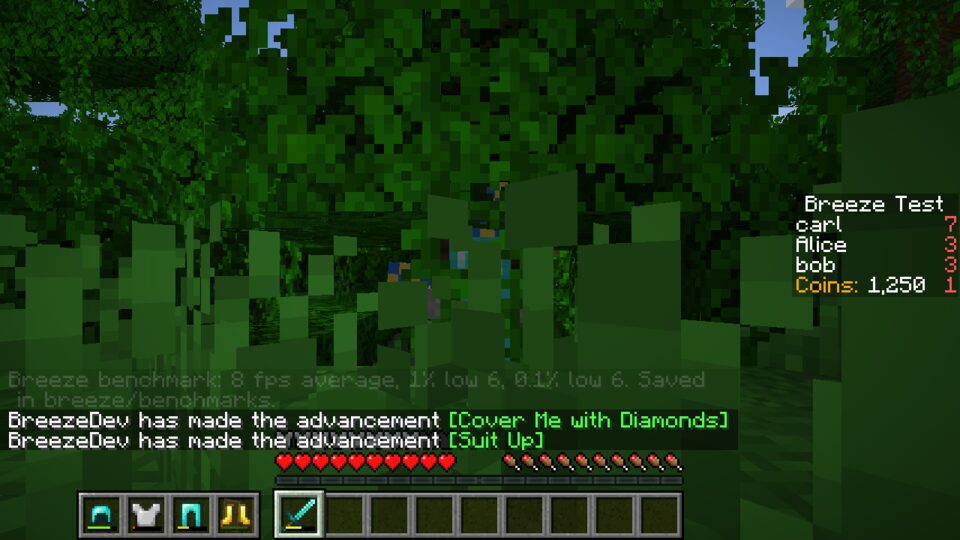 Breeze Test
carl 7
Alice 3
bob 3
Coins: 1,250 1
Breeze benchmark: 8 fps average, 1% low 6, 0.1% low 6. Saved
in breeze/benchmarks.
BreezeDev has made the advancement [Cover Me with Diamonds]
BreezeDev has made the advancement [Suit Up]